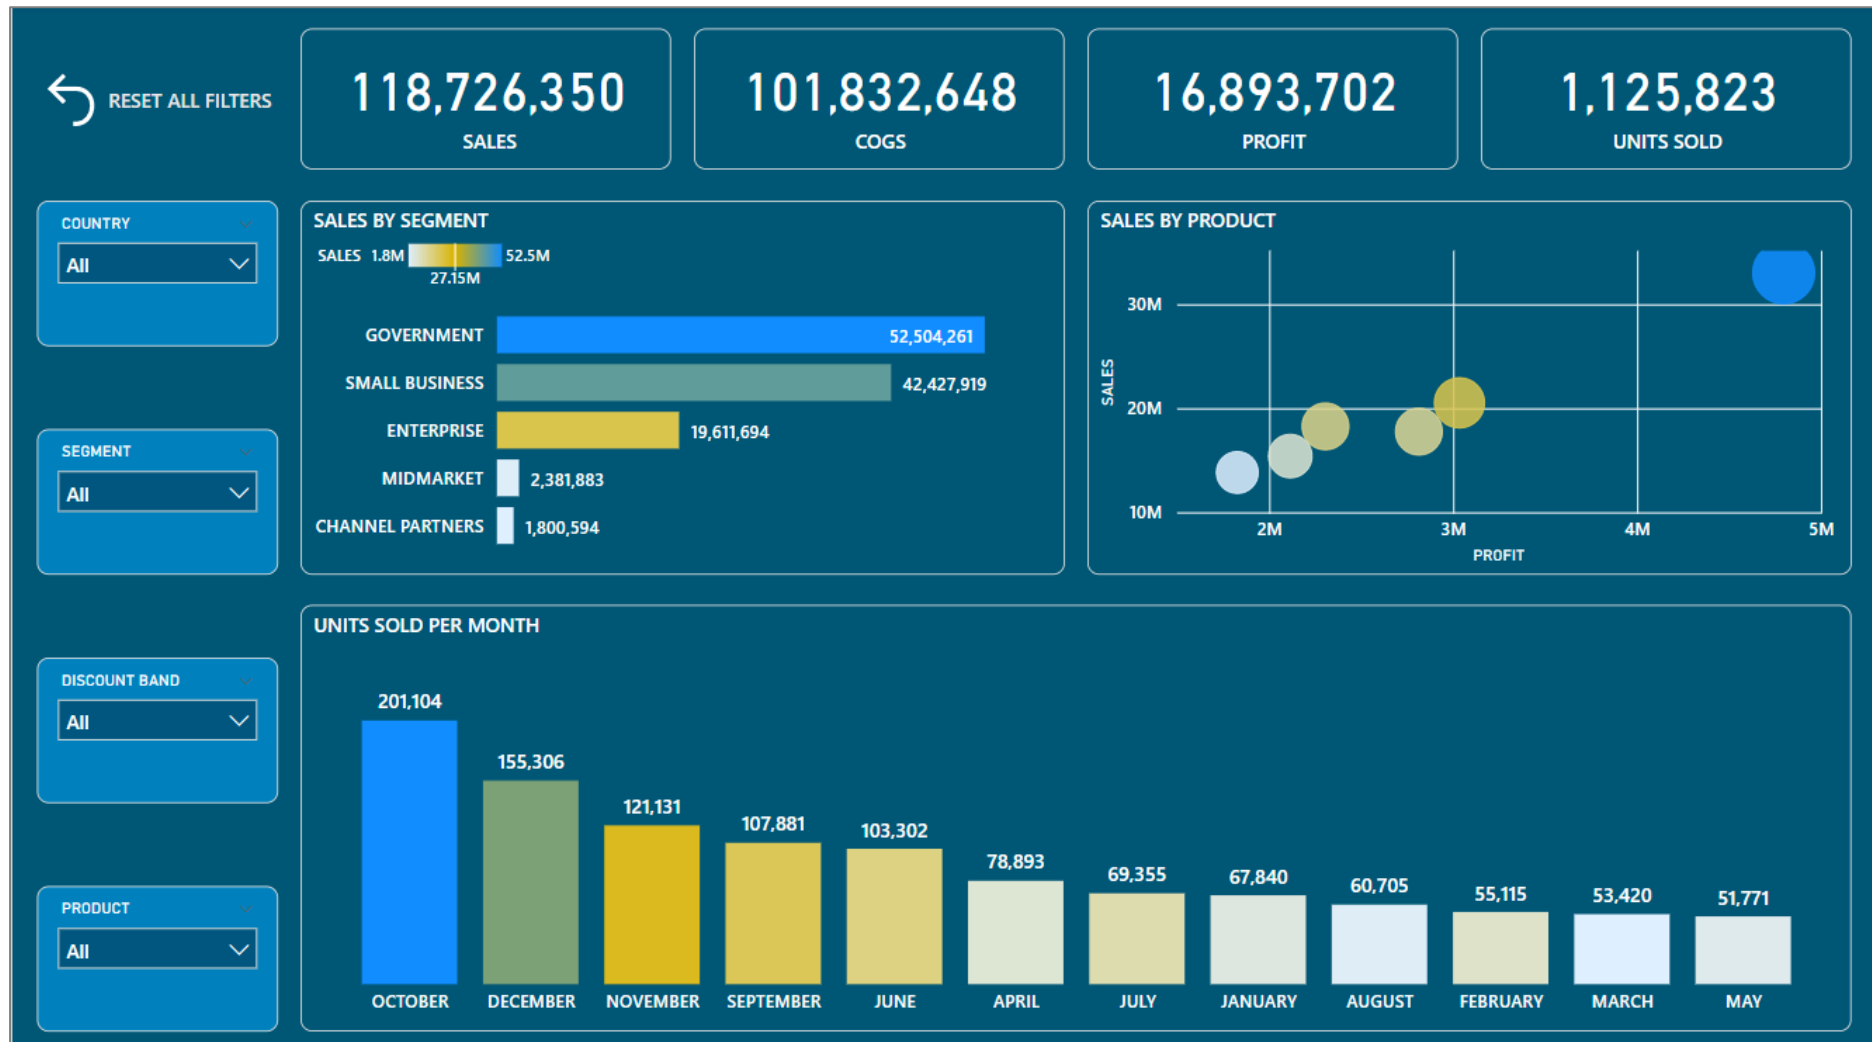 RESET ALL FILTERS
118,726,350
SALES
101,832,648
COGS
16,893,702
PROFIT
1,125,823
UNITS SOLD
COUNTRY
All
SEGMENT
All
DISCOUNT BAND
All
PRODUCT
All
SALES BY SEGMENT
SALES 1.8M 52.5M
27.15M
GOVERNMENT 52,504,261
SMALL BUSINESS 42,427,919
ENTERPRISE 19,611,694
MIDMARKET 2,381,883
CHANNEL PARTNERS 1,800,594
SALES BY PRODUCT
SALES
30M
20M
10M
2M 3M 4M 5M
PROFIT
UNITS SOLD PER MONTH
201,104 155,306 121,131 107,881 103,302 78,893 69,355 67,840 60,705 55,115 53,420 51,771
OCTOBER DECEMBER NOVEMBER SEPTEMBER JUNE APRIL JULY JANUARY AUGUST FEBRUARY MARCH MAY